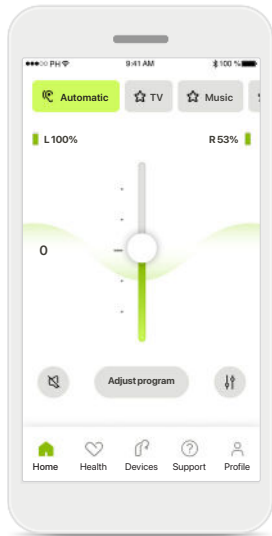 PH 9:41 AM 100 %
Automatic TV Music
L 100% R 53%
0
Adjust program
Home Health Devices Support Profile